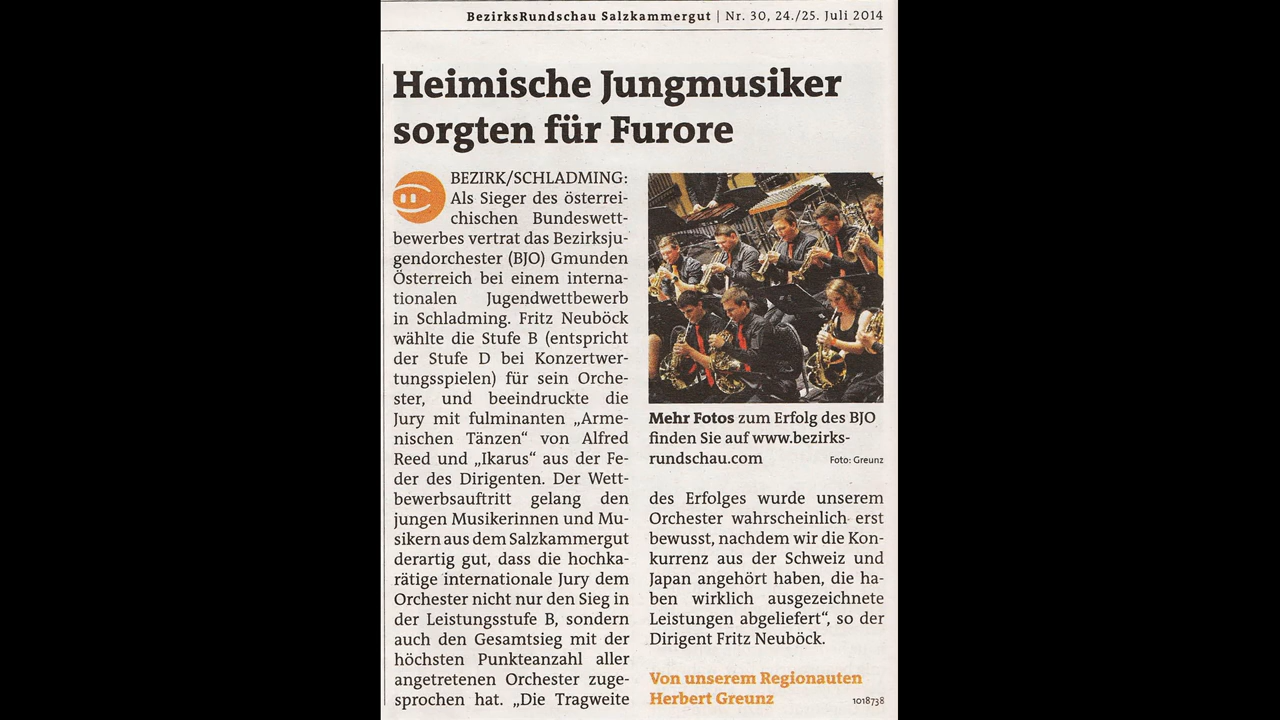 BezirksRundschau Salzkammergut | Nr. 30, 24./25. Juli 2014
Heimische Jungmusiker
sorgten für Furore
BEZIRK/SCHLADMING:
Als Sieger des österrei-
chischen Bundeswett-
bewerbes vertrat das Bezirksju-
gendorchester (BJO) Gmunden
Österreich bei einem interna-
tionalen Jugendwettbewerb
in Schladming. Fritz Neuböck
wählte die Stufe B (entspricht
der Stufe D bei Konzertwer-
tungsspielen) für sein Orche-
ster, und beeindruckte die
Jury mit fulminanten „Arme-
nischen Tänzen“ von Alfred
Reed und „Ikarus“ aus der Fe-
der des Dirigenten. Der Wett-
bewerbsauftritt gelang den
jungen Musikerinnen und Mu-
sikern aus dem Salzkammergut
derartig gut, dass die hochka-
rätige internationale Jury dem
Orchester nicht nur den Sieg in
der Leistungsstufe B, sondern
auch den Gesamtsieg mit der
höchsten Punkteanzahl aller
angetretenen Orchester zuge-
sprochen hat. „Die Tragweite
Mehr Fotos zum Erfolg des BJO
finden Sie auf www.bezirks-
rundschau.com Foto: Greunz
des Erfolges wurde unserem
Orchester wahrscheinlich erst
bewusst, nachdem wir die Kon-
kurrenz aus der Schweiz und
Japan angehört haben, die ha-
ben wirklich ausgezeichnete
Leistungen abgeliefert“, so der
Dirigent Fritz Neuböck.
Von unserem Regionauten
Herbert Greunz 1018738